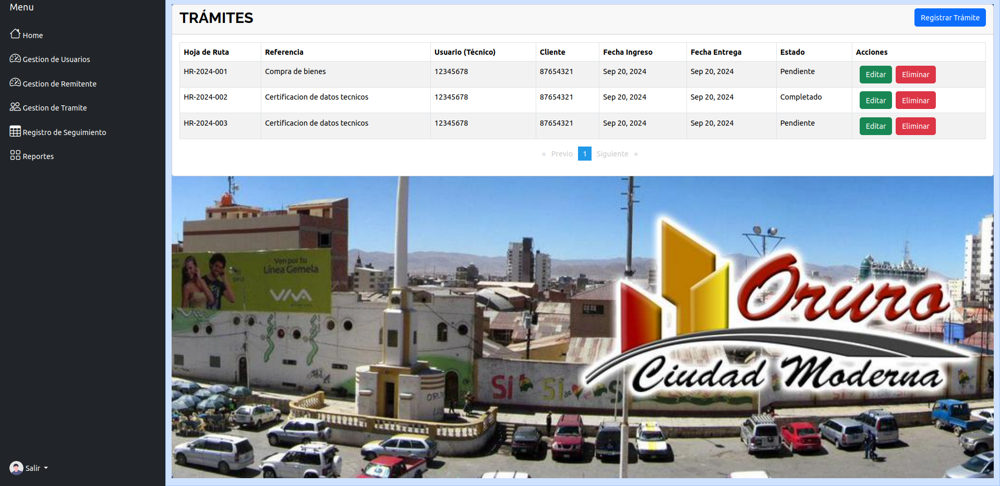 Menu
Home
Gestion de Usuarios
Gestion de Remitente
Gestion de Tramite
Registro de Seguimiento
Reportes
Salir
TRÁMITES
Registrar Trámite
Hoja de Ruta Referencia Usuario (Técnico) Cliente Fecha Ingreso Fecha Entrega Estado Acciones
HR-2024-001 Compra de bienes 12345678 87654321 Sep 20, 2024 Sep 20, 2024 Pendiente Editar Eliminar
HR-2024-002 Certificacion de datos tecnicos 12345678 87654321 Sep 20, 2024 Sep 20, 2024 Completado Editar Eliminar
HR-2024-003 Certificacion de datos tecnicos 12345678 87654321 Sep 20, 2024 Sep 20, 2024 Pendiente Editar Eliminar
« Previo 1 Siguiente »
Ven por tu
Línea Gemela
VIVA
Oruro
Ciudad Moderna
Si
Sí de